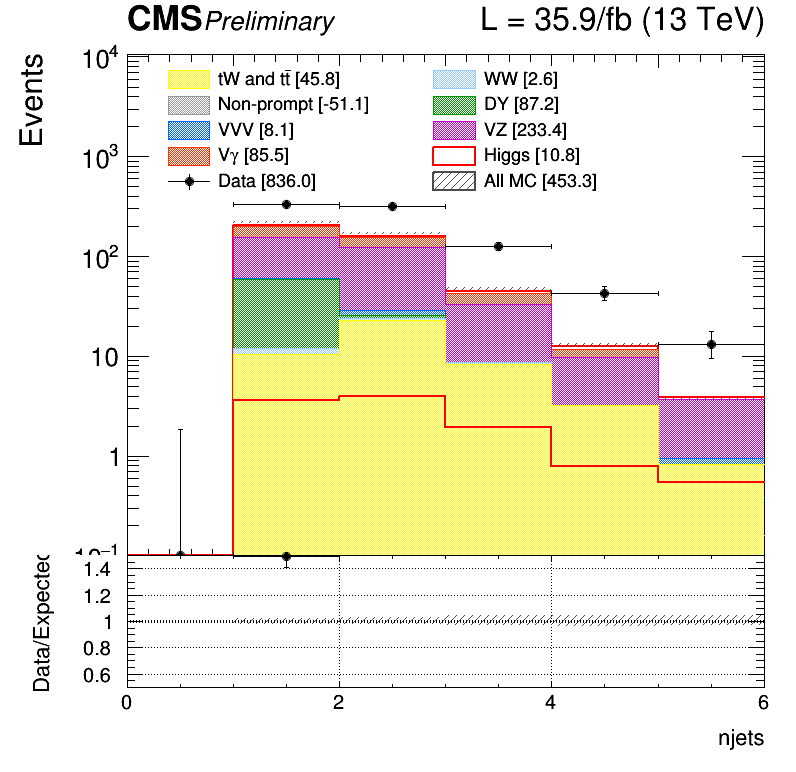 CMS Preliminary L = 35.9/fb (13 TeV)
Events
10⁴
10³
10²
10
1
10⁻¹
tW and tt̄ [45.8]
WW [2.6]
Non-prompt [-51.1]
DY [87.2]
VVV [8.1]
VZ [233.4]
Vγ [85.5]
Higgs [10.8]
Data [836.0]
All MC [453.3]
Data/Expected
1.4
1.2
1
0.8
0.6
0 2 4 6
njets